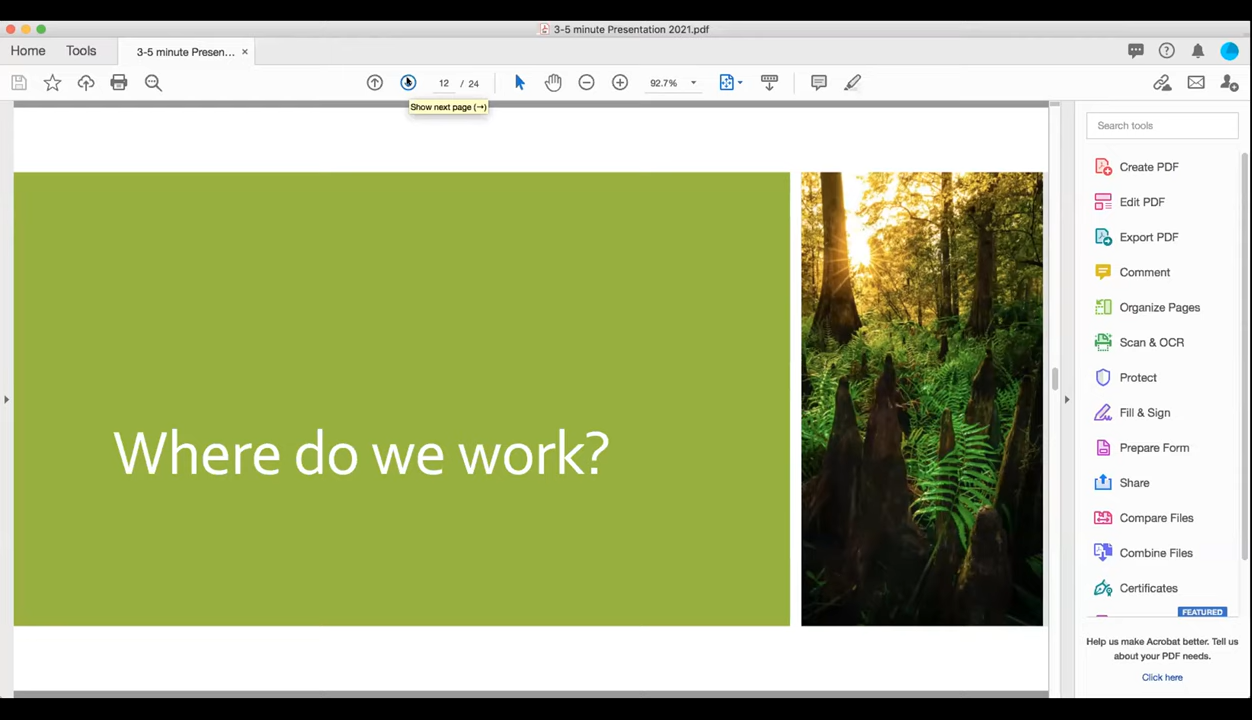 3-5 minute Presentation 2021.pdf
Home
Tools
3-5 minute Presen... ×
12 / 24
92.7%
Show next page (→)
Search tools
Where do we work?
Create PDF
Edit PDF
Export PDF
Comment
Organize Pages
Scan & OCR
Protect
Fill & Sign
Prepare Form
Share
Compare Files
Combine Files
Certificates
FEATURED
Help us make Acrobat better. Tell us
about your PDF needs.
Click here